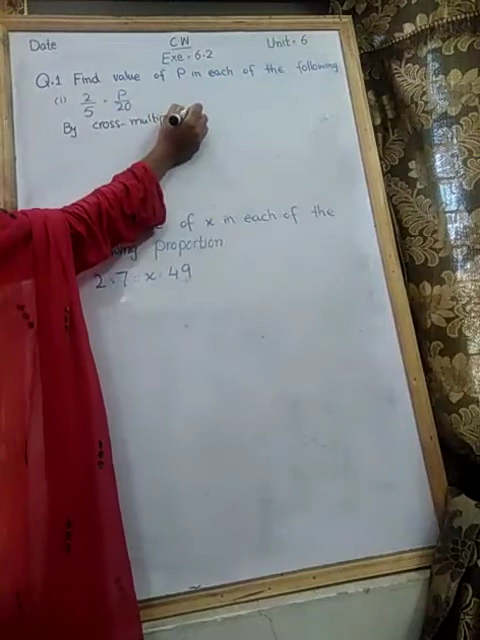 Date CW Unit - 6
Exe - 6.2
Q.1 Find value of P in each of the following
(i) 2/5 = P/20
By cross-multip
of x in each of the
proportion
2 : 7 :: x : 49